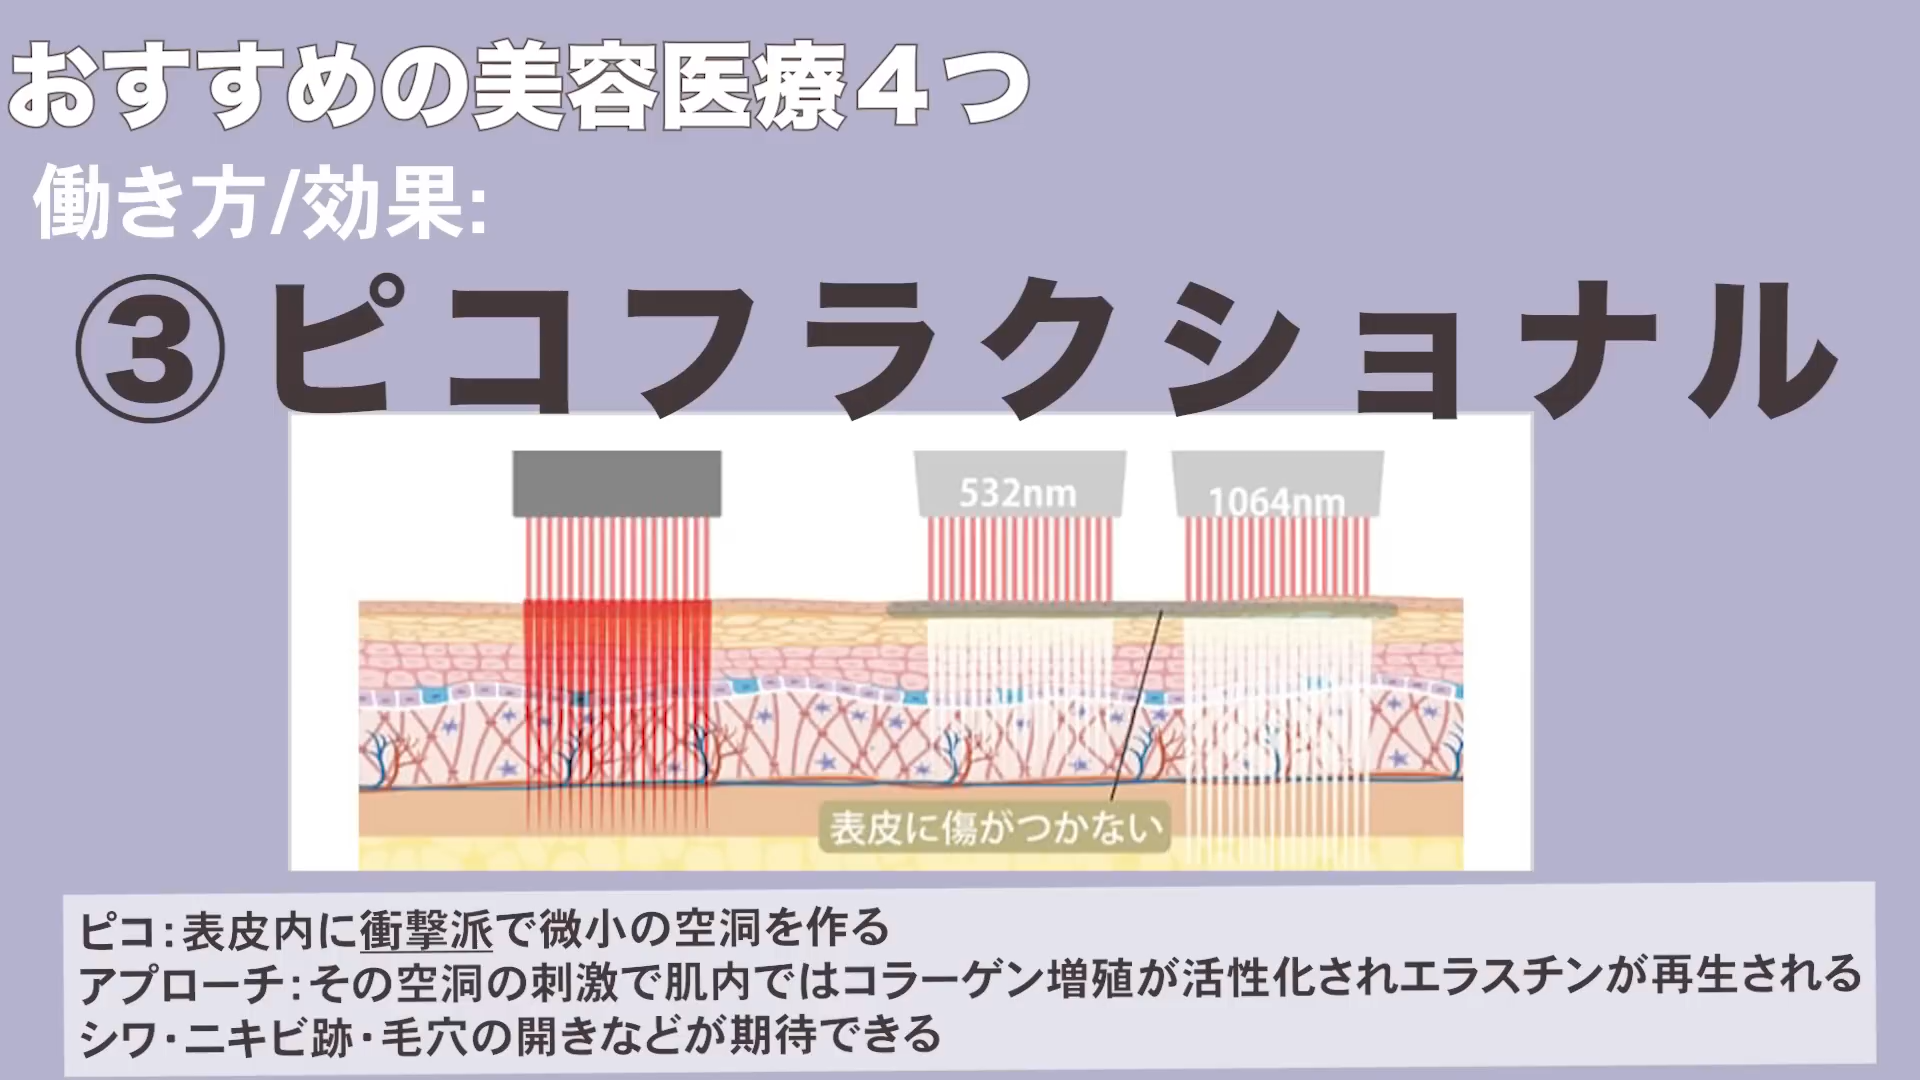 おすすめの美容医療４つ
働き方/効果:
③ピコフラクショナル
532nm
1064nm
表皮に傷がつかない
ピコ：表皮内に衝撃派で微小の空洞を作る
アプローチ：その空洞の刺激で肌内ではコラーゲン増殖が活性化されエラスチンが再生される
シワ・ニキビ跡・毛穴の開きなどが期待できる